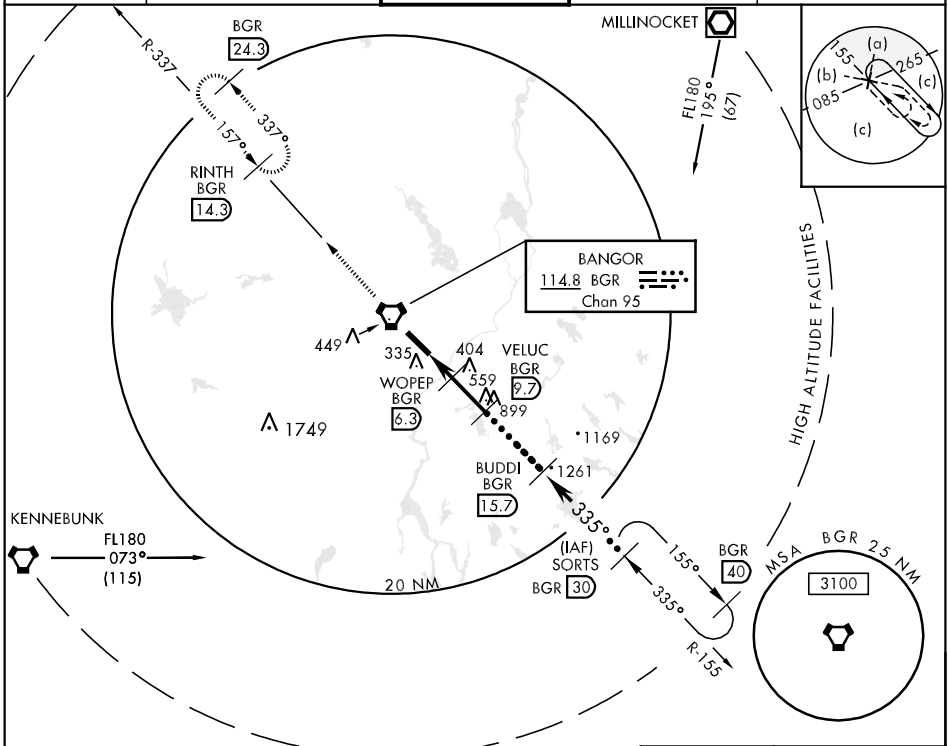 MILLINOCKET
BGR
24.3
R-337
337°
157°
RINTH
BGR
14.3
FL180
195°
(67)
155
(a)
265
(b)
(c)
085
(c)
BANGOR
114.8 BGR
Chan 95
HIGH ALTITUDE FACILITIES
449
335
404
VELUC
BGR
9.7
WOPEP
BGR
6.3
559
899
1749
1169
BUDDI
BGR
15.7
1261
KENNEBUNK
FL180
073°
(115)
335°
(IAF)
SORTS
BGR 30
155°
BGR
40
335°
R-155
20 NM
MSA BGR 25 NM
3100